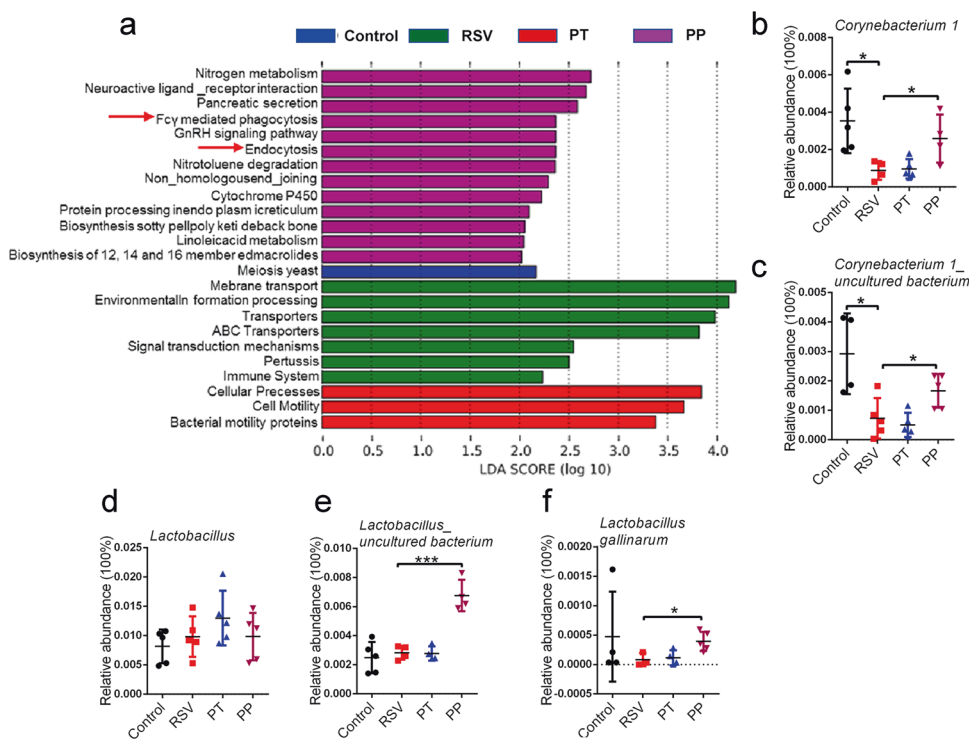 a
Control RSV PT PP
Nitrogen metabolism
Neuroactive ligand _receptor interaction
Pancreatic secretion
Fcγ mediated phagocytosis
GnRH signaling pathway
Endocytosis
Nitrotoluene degradation
Non_homologousend_joining
Cytochrome P450
Protein processing inendo plasm icreticulum
Biosynthesis sotty pellpoly keti deback bone
Linoleicacid metabolism
Biosynthesis of 12, 14 and 16 member edmacrolides
Meiosis yeast
Mebrane transport
Environmentalln formation processing
Transporters
ABC Transporters
Signal transduction mechanisms
Pertussis
Immune System
Cellular Precesses
Cell Motility
Bacterial motility proteins
0.0 0.5 1.0 1.5 2.0 2.5 3.0 3.5 4.0
LDA SCORE (log 10)
b
Corynebacterium 1
Relative abundance (100%)
0.008
0.006
0.004
0.002
0.000
*
*
Control RSV PT PP
c
Corynebacterium 1_
uncultured bacterium
Relative abundance (100%)
0.005
0.004
0.003
0.002
0.001
0.000
*
*
Control RSV PT PP
d
Lactobacillus
Relative abundance (100%)
0.025
0.020
0.015
0.010
0.005
0.000
Control RSV PT PP
e
Lactobacillus_
uncultured bacterium
Relative abundance (100%)
0.010
0.008
0.006
0.004
0.002
0.000
***
Control RSV PT PP
f
Lactobacillus
gallinarum
Relative abundance (100%)
0.0020
0.0015
0.0010
0.0005
0.0000
-0.0005
*
Control RSV PT PP